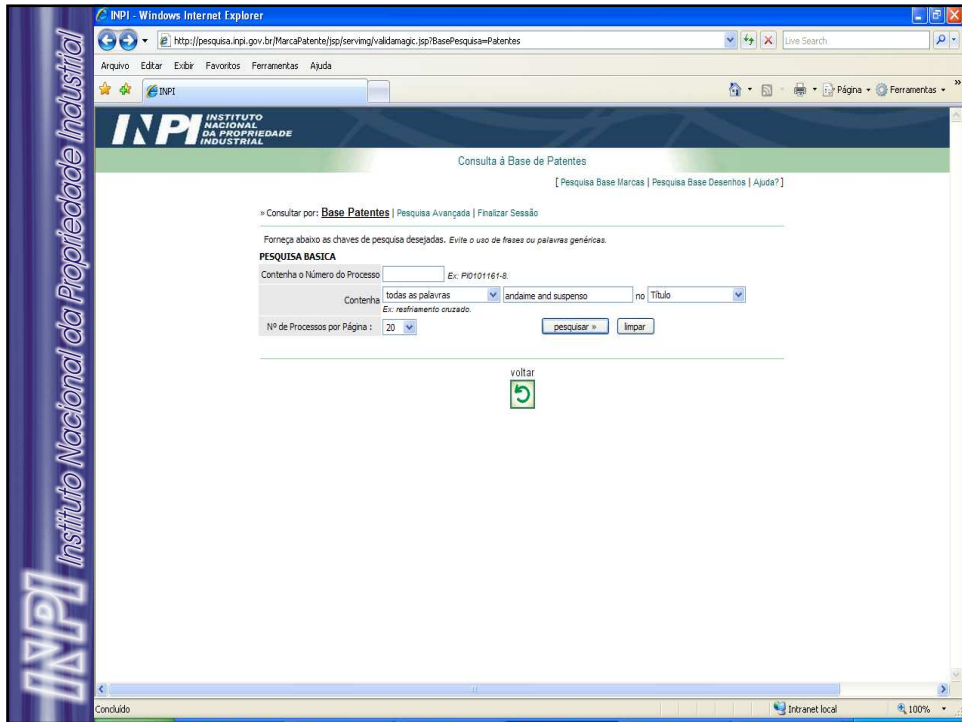 INPI Instituto Nacional da Propriedade Industrial
INPI - Windows Internet Explorer
http://pesquisa.inpi.gov.br/MarcaPatente/jsp/servimg/validamagic.jsp?BasePesquisa=Patentes
Live Search
Arquivo Editar Exibir Favoritos Ferramentas Ajuda
INPI
Página
Ferramentas
»
INPI
INSTITUTO
NACIONAL
DA PROPRIEDADE
INDUSTRIAL
Consulta à Base de Patentes
[ Pesquisa Base Marcas | Pesquisa Base Desenhos | Ajuda? ]
» Consultar por: Base Patentes | Pesquisa Avançada | Finalizar Sessão
Forneça abaixo as chaves de pesquisa desejadas. Evite o uso de frases ou palavras genéricas.
PESQUISA BASICA
Contenha o Número do Processo Ex: PI0101161-8.
Contenha todas as palavras andaime and suspenso no Título
Ex: resfriamento cruzado.
Nº de Processos por Página : 20 pesquisar » limpar
voltar
Concluído Intranet local 100%